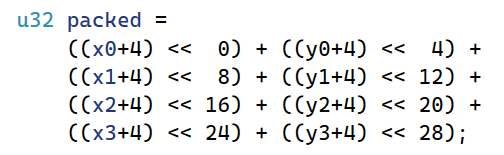 u32 packed =
    ((x0+4) <<  0) + ((y0+4) <<  4) +
    ((x1+4) <<  8) + ((y1+4) << 12) +
    ((x2+4) << 16) + ((y2+4) << 20) +
    ((x3+4) << 24) + ((y3+4) << 28);